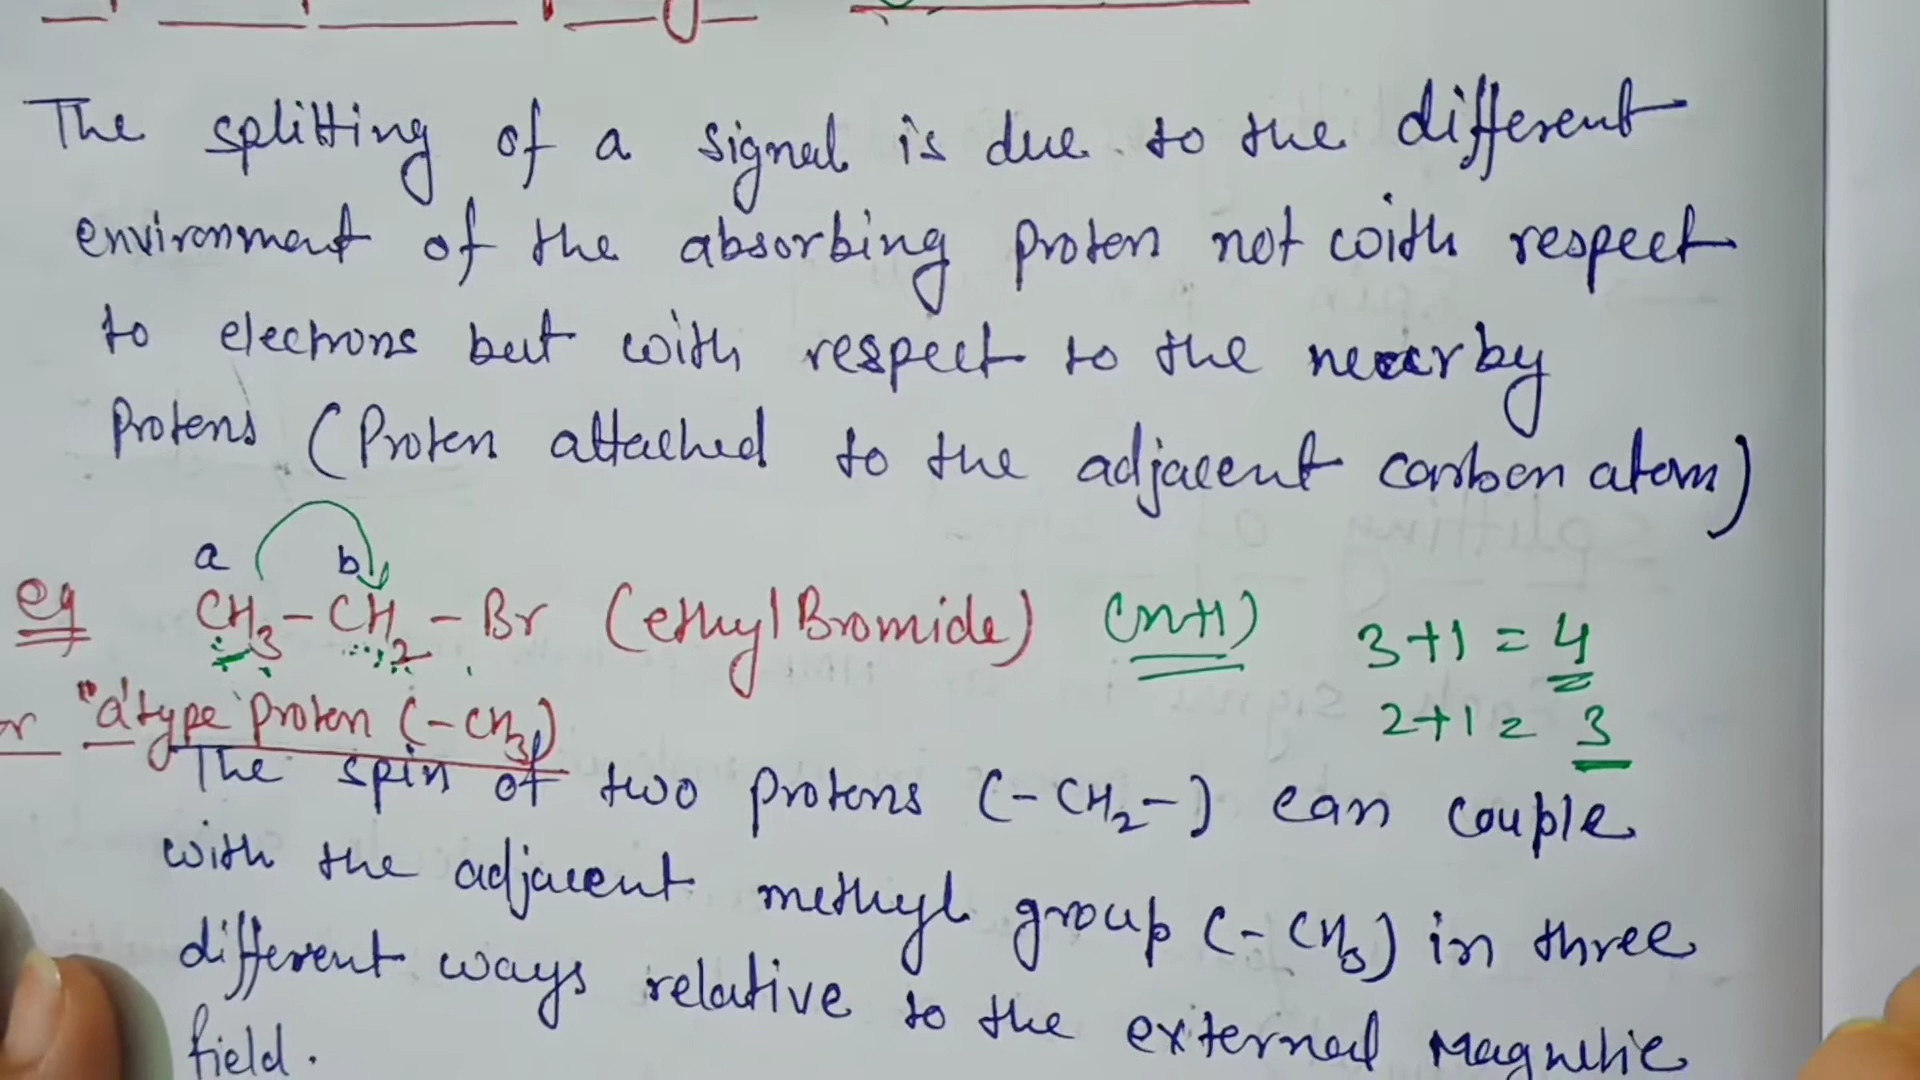 The splitting of a signal is due to the different
environment of the absorbing proton not with respect
to electrons but with respect to the nearby
Protons (Proton attached to the adjacent carbon atom)
a b
eg CH3-CH2-Br (ethyl Bromide) (n+1) 3+1=4
2+1=3
"a" type proton (-CH3)
The spin of two protons (-CH2-) can couple
with the adjacent methyl group (-CH3) in three
different ways relative to the external Magnetic
field.